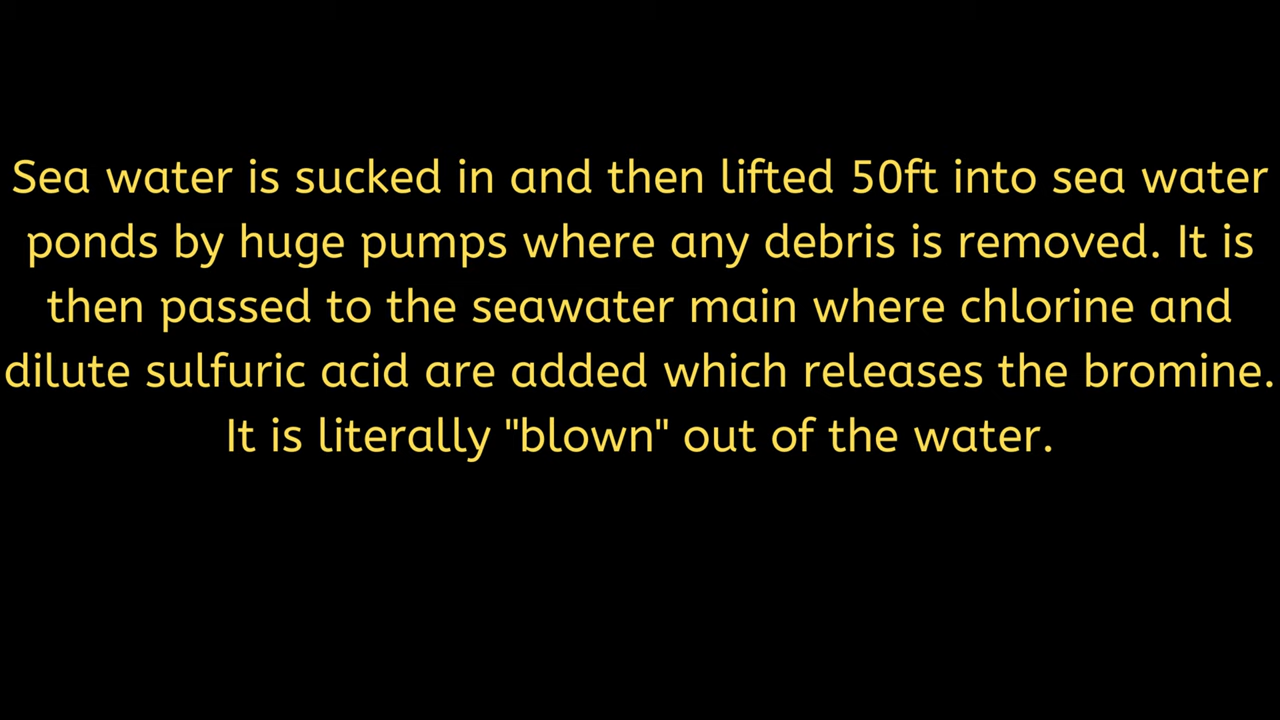 Sea water is sucked in and then lifted 50ft into sea water
ponds by huge pumps where any debris is removed. It is
then passed to the seawater main where chlorine and
dilute sulfuric acid are added which releases the bromine.
It is literally "blown" out of the water.